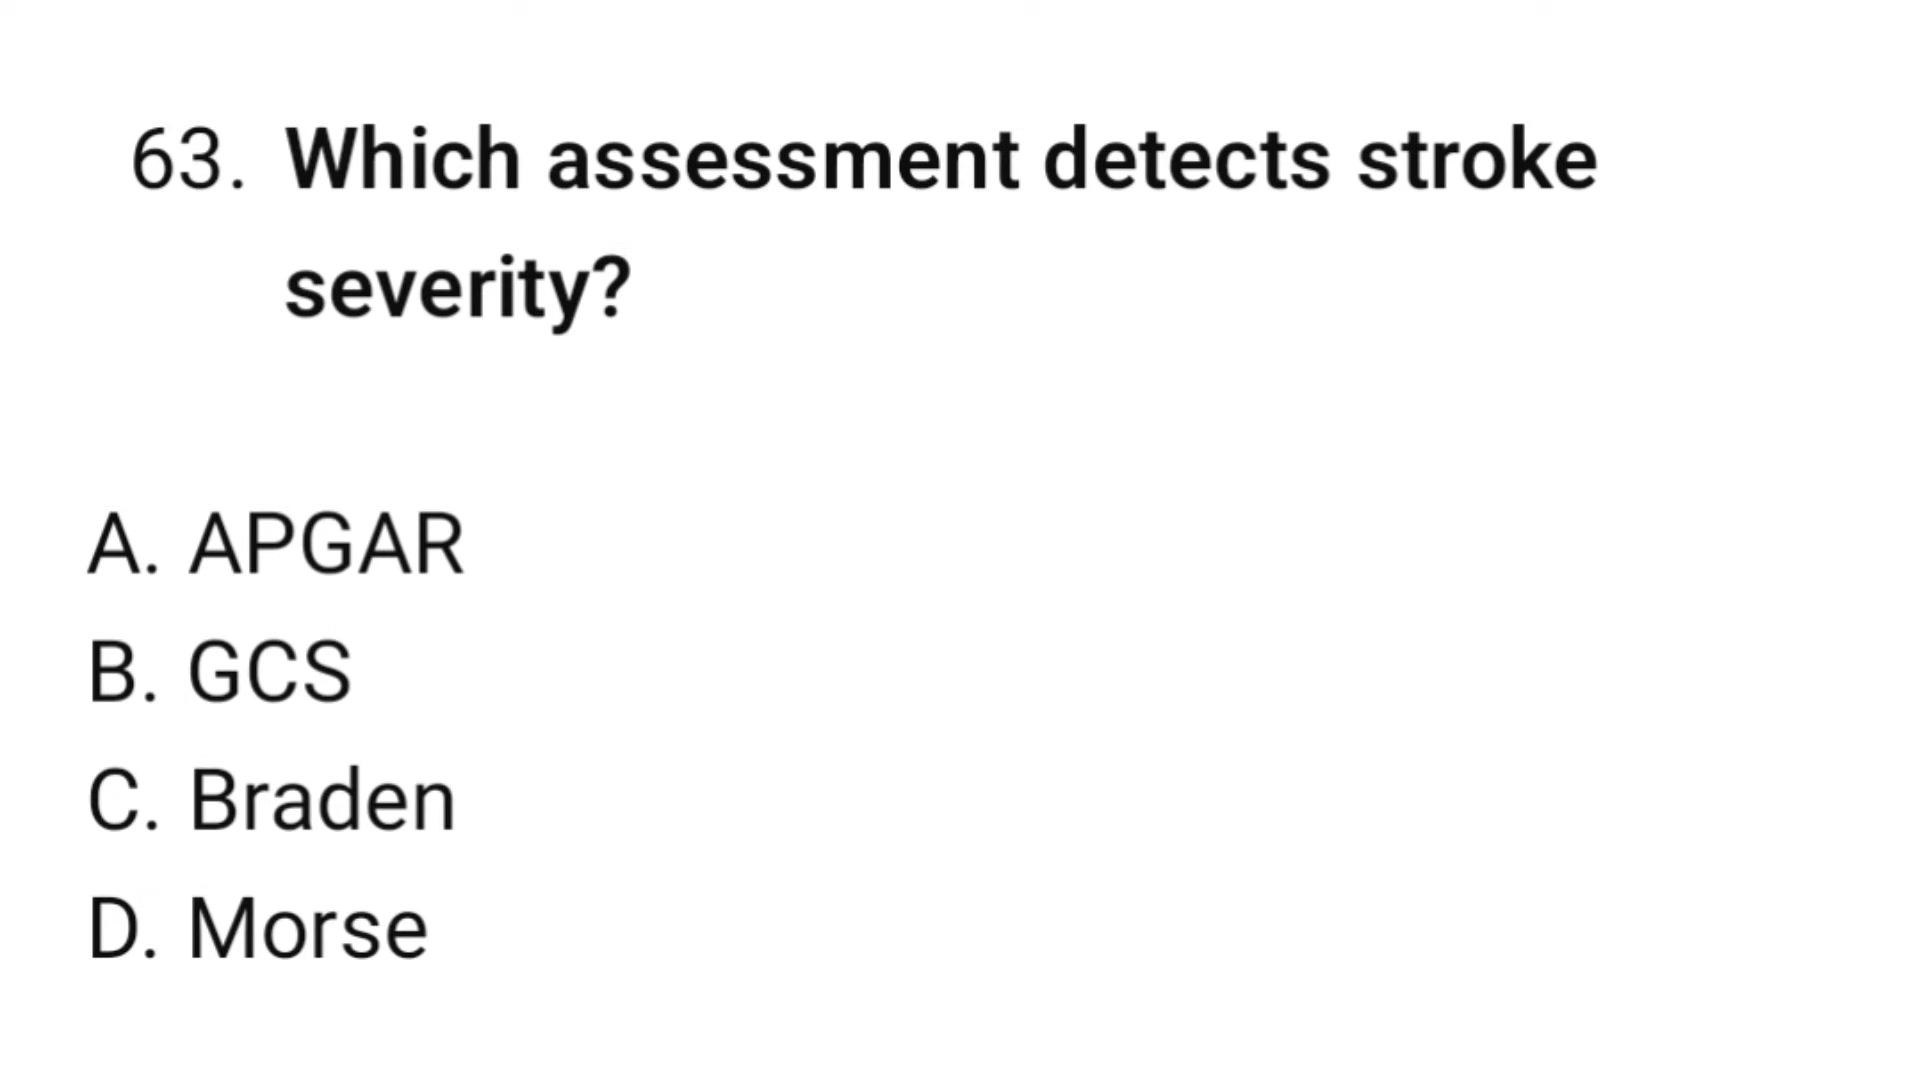 63. Which assessment detects stroke
severity?
A. APGAR
B. GCS
C. Braden
D. Morse